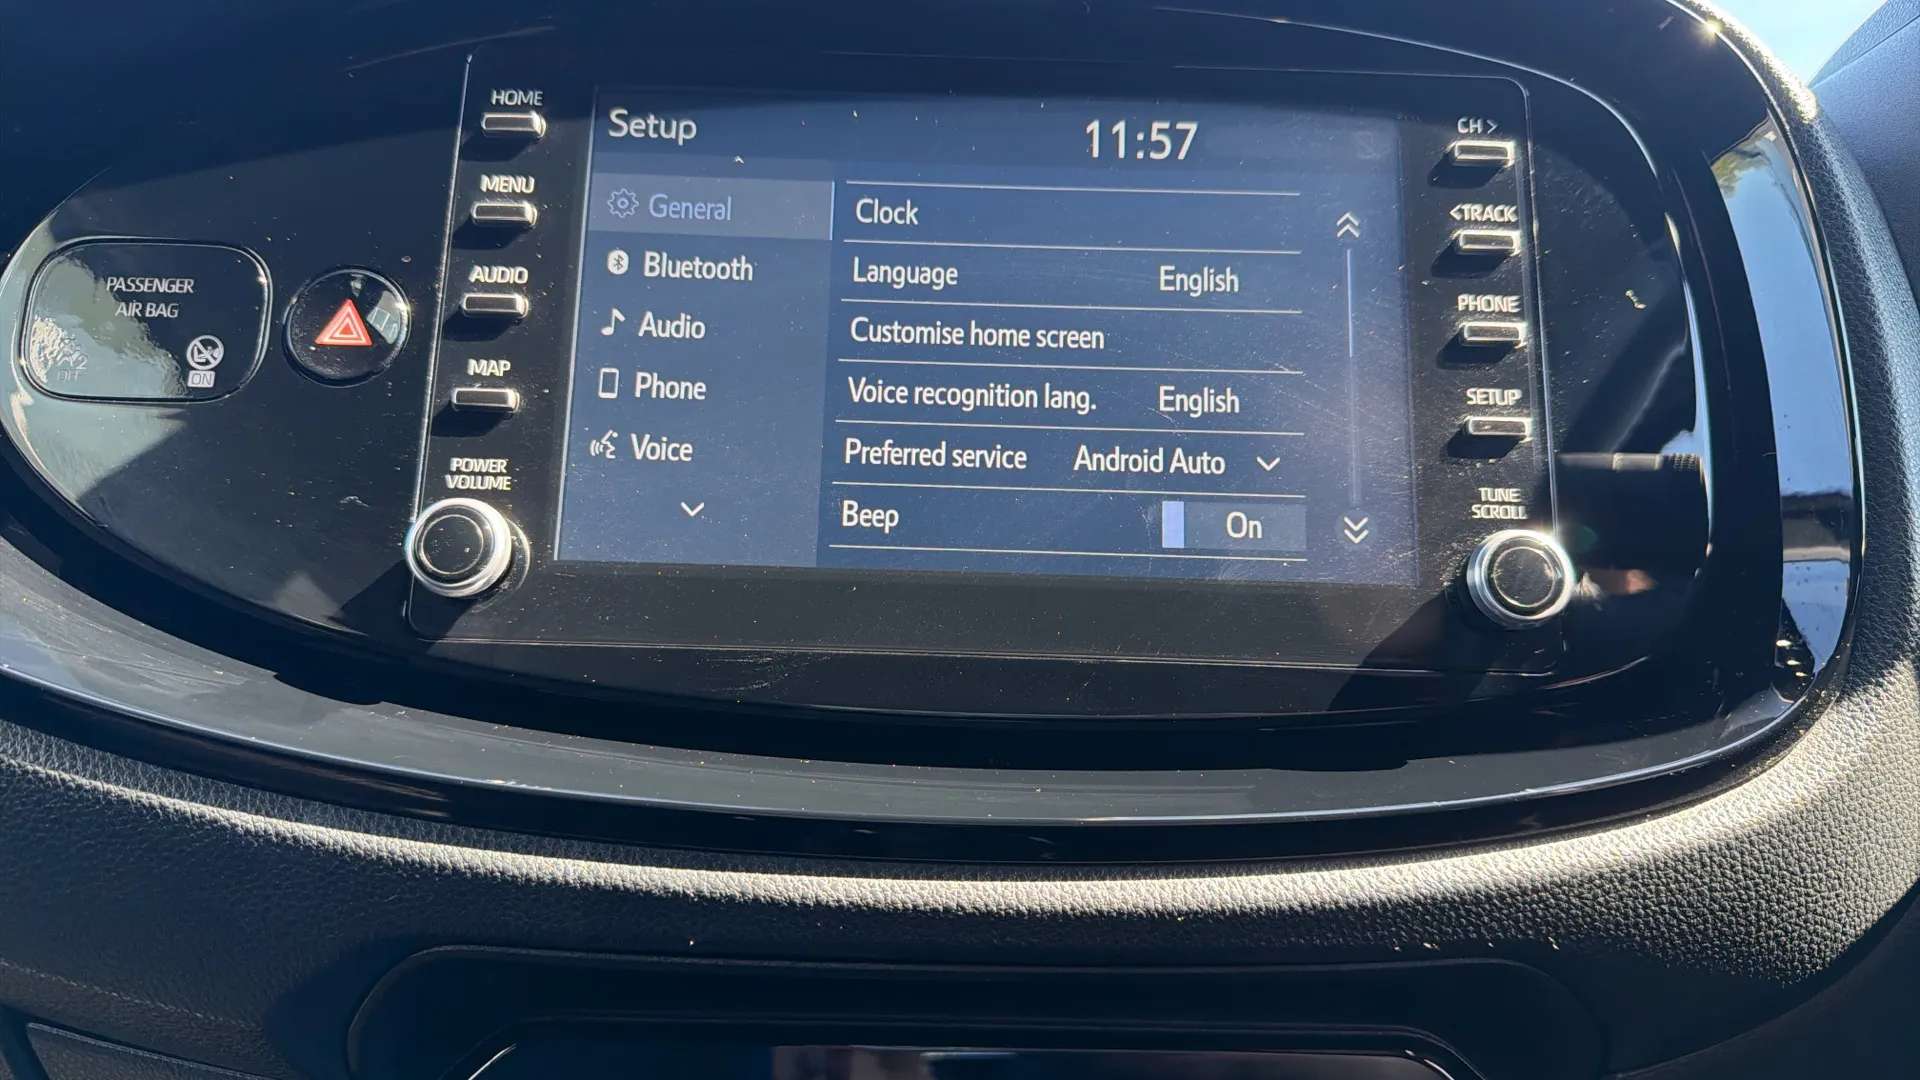 HOME
MENU
AUDIO
MAP
POWER
VOLUME
PASSENGER
AIR BAG
OFF
ON
Setup
11:57
General
Bluetooth
Audio
Phone
Voice
Clock
Language English
Customise home screen
Voice recognition lang. English
Preferred service Android Auto
Beep On
CH >
<TRACK
PHONE
SETUP
TUNE
SCROLL